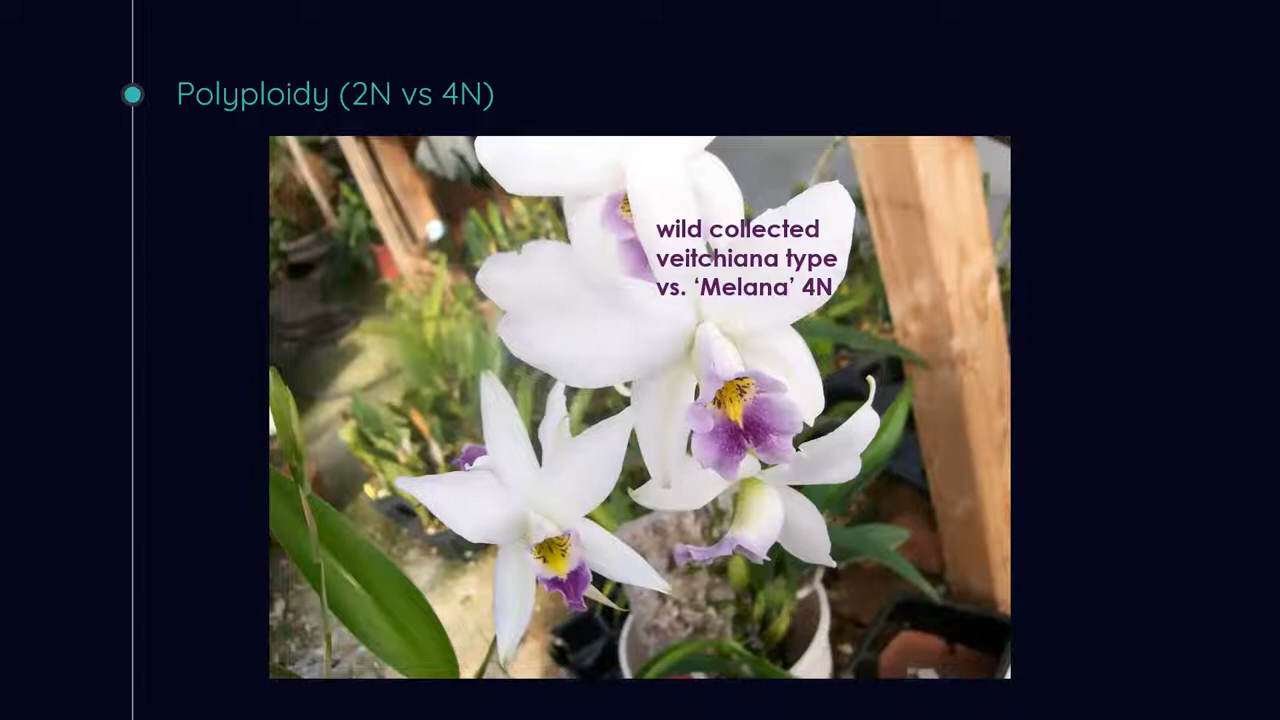 Polyploidy (2N vs 4N)
wild collected
veitchiana type
vs. ‘Melana’ 4N